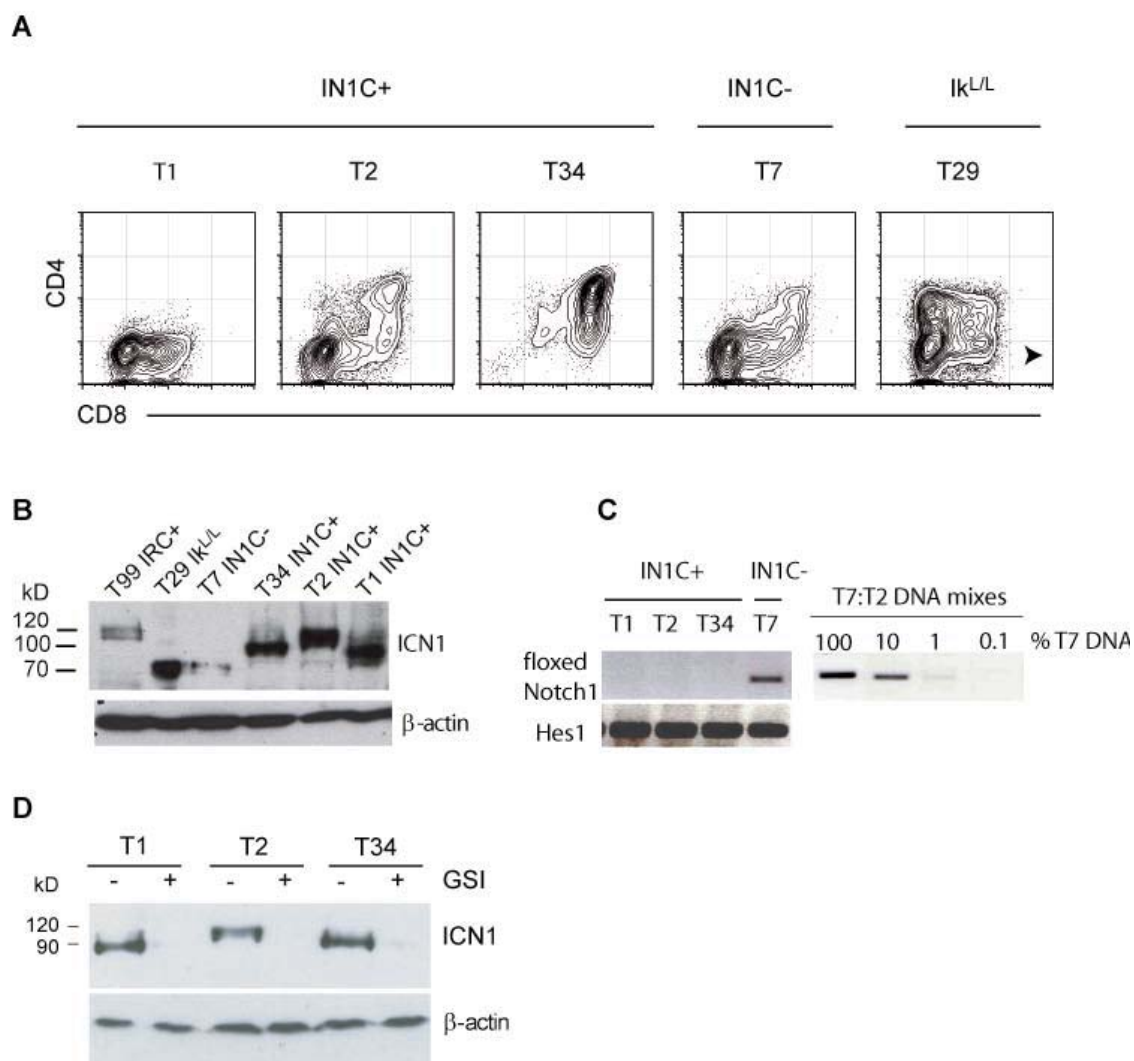 A
IN1C+ IN1C- Ik^L/L
T1 T2 T34 T7 T29
CD4
CD8
B
T99 IRC+
T29 Ik^L/L
T7 IN1C-
T34 IN1C+
T2 IN1C+
T1 IN1C+
kD
120
100
70
ICN1
β-actin
C
IN1C+ IN1C-
T1 T2 T34 T7
floxed
Notch1
Hes1
T7:T2 DNA mixes
100 10 1 0.1 % T7 DNA
D
T1 T2 T34
kD - + - + - + GSI
120
90
ICN1
β-actin